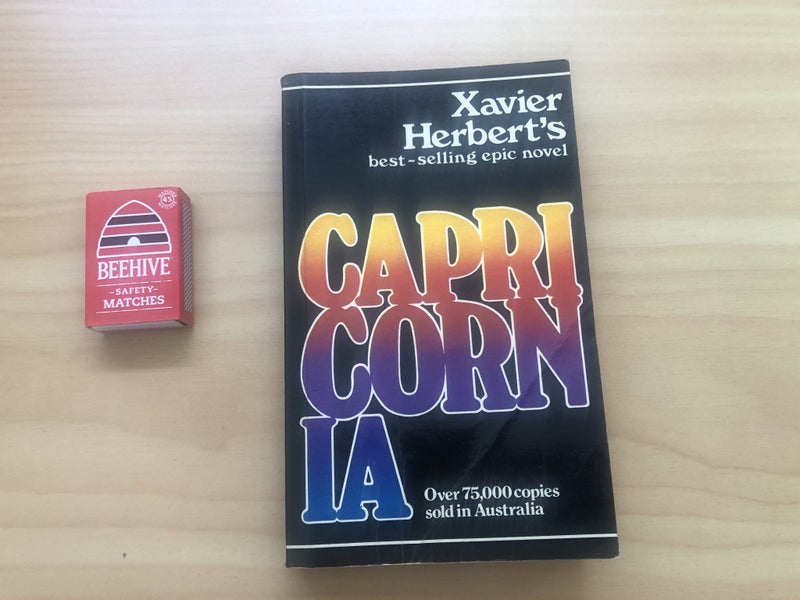 45
BEEHIVE
-SAFETY-
MATCHES
Xavier
Herbert's
best~selling epic novel
CAPRI
CORN
IA
Over 75,000 copies
sold in Australia